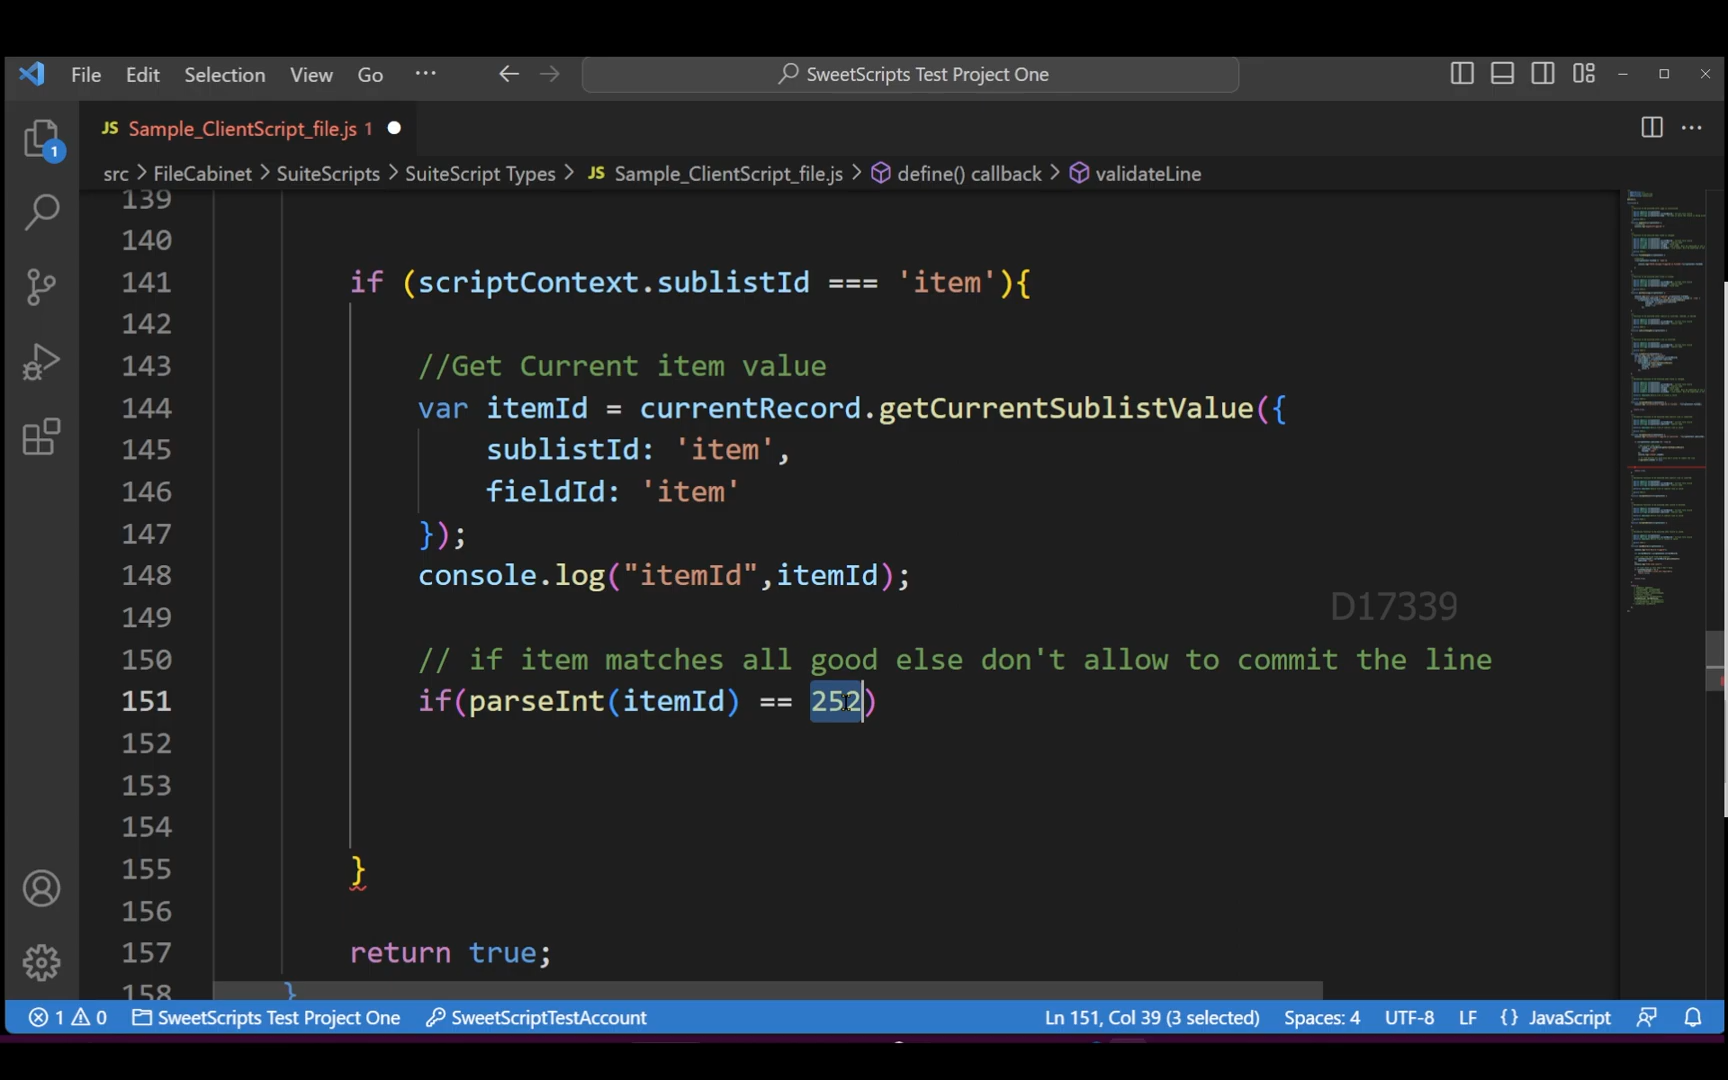 File Edit Selection View Go ··· SweetScripts Test Project One
JS Sample_ClientScript_file.js 1
1
src > FileCabinet > SuiteScripts > SuiteScript Types > JS Sample_ClientScript_file.js > define() callback > validateLine
139
140
141 if (scriptContext.sublistId === 'item'){
142
143 //Get Current item value
144 var itemId = currentRecord.getCurrentSublistValue({
145 sublistId: 'item',
146 fieldId: 'item'
147 });
148 console.log("itemId",itemId);
149
D17339
150 // if item matches all good else don't allow to commit the line
151 if(parseInt(itemId) == 252)
152
153
154
155 }
156
157 return true;
158 }
1 0 SweetScripts Test Project One SweetScriptTestAccount Ln 151, Col 39 (3 selected) Spaces: 4 UTF-8 LF {} JavaScript